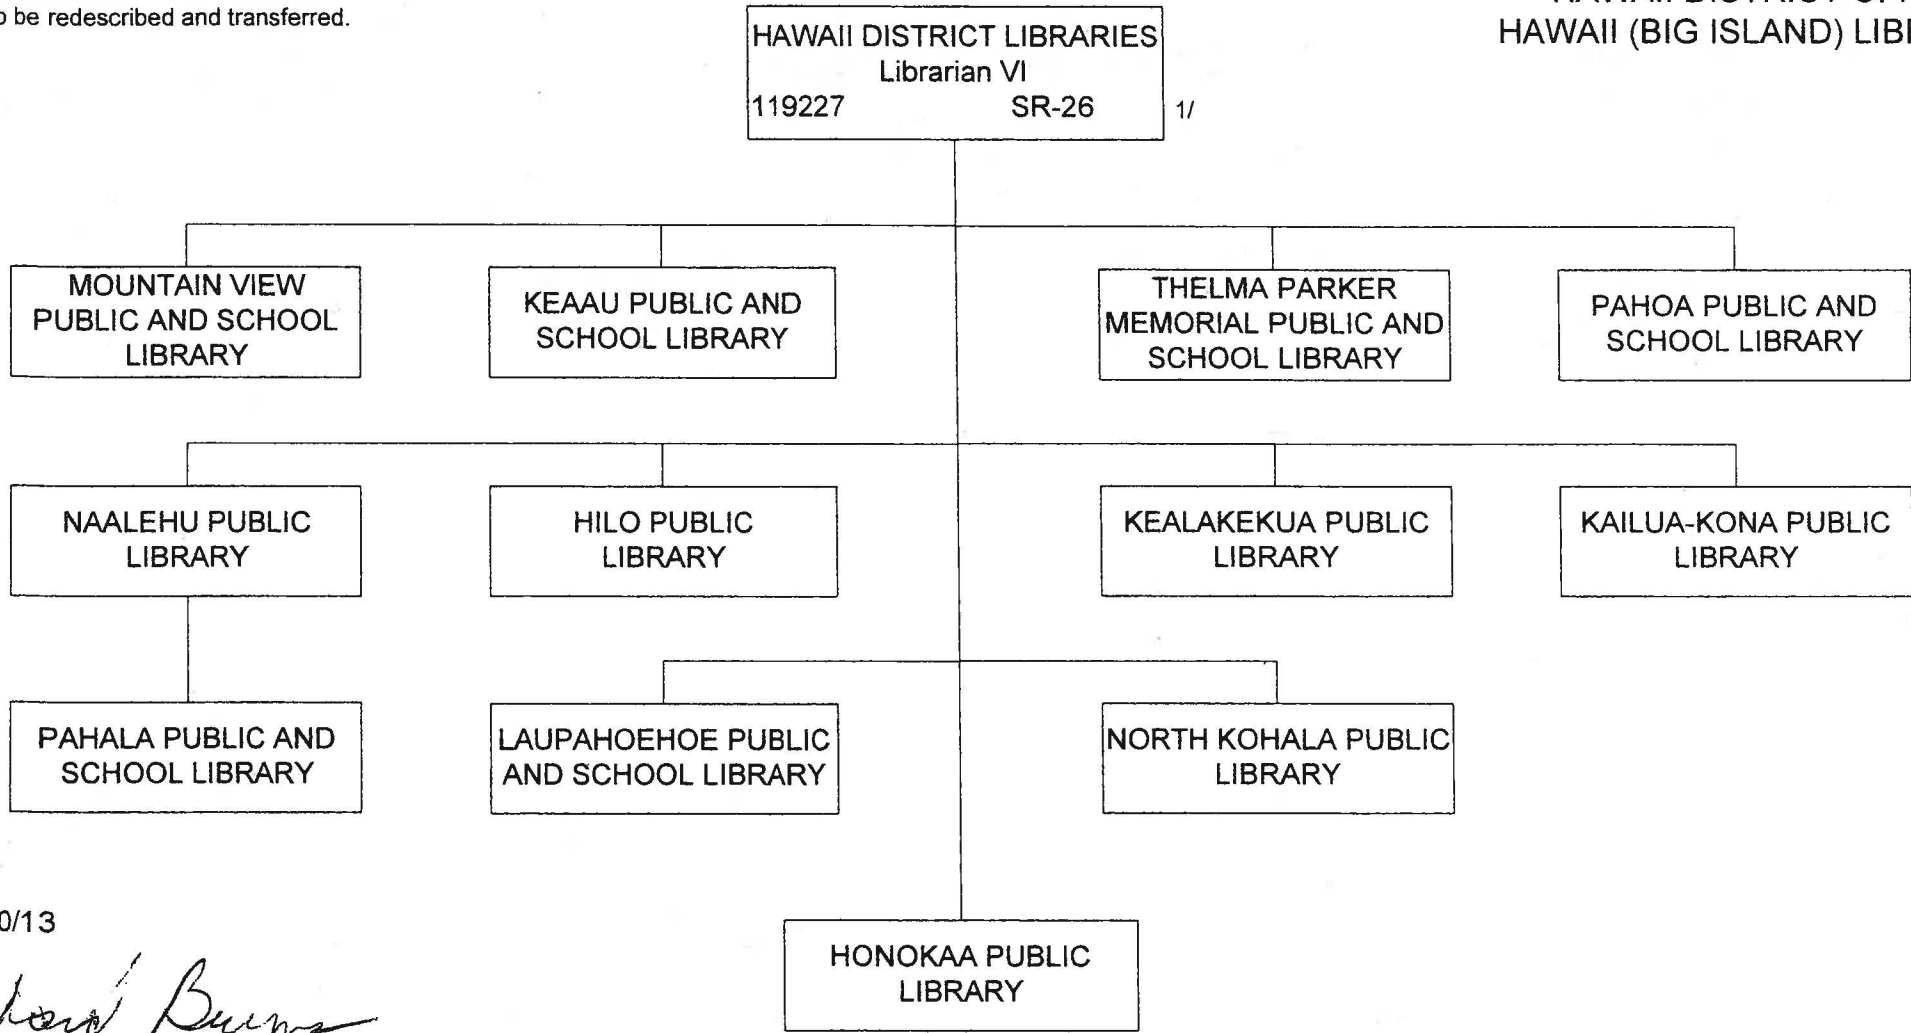 be redescribed and transferred.
HAWAII (BIG ISLAND)
HAWAII DISTRICT LIBRARIES
Librarian VI
119227 SR-26 1/
MOUNTAIN VIEW
PUBLIC AND SCHOOL
LIBRARY
KEAAU PUBLIC AND
SCHOOL LIBRARY
THELMA PARKER
MEMORIAL PUBLIC AND
SCHOOL LIBRARY
PAHOA PUBLIC AND
SCHOOL LIBRARY
NAALEHU PUBLIC
LIBRARY
HILO PUBLIC
LIBRARY
KEALAKEKUA PUBLIC
LIBRARY
KAILUA-KONA PUBLIC
LIBRARY
PAHALA PUBLIC AND
SCHOOL LIBRARY
LAUPAHOEHOE PUBLIC
AND SCHOOL LIBRARY
NORTH KOHALA PUBLIC
LIBRARY
0/13
Burns
HONOKAA PUBLIC
LIBRARY